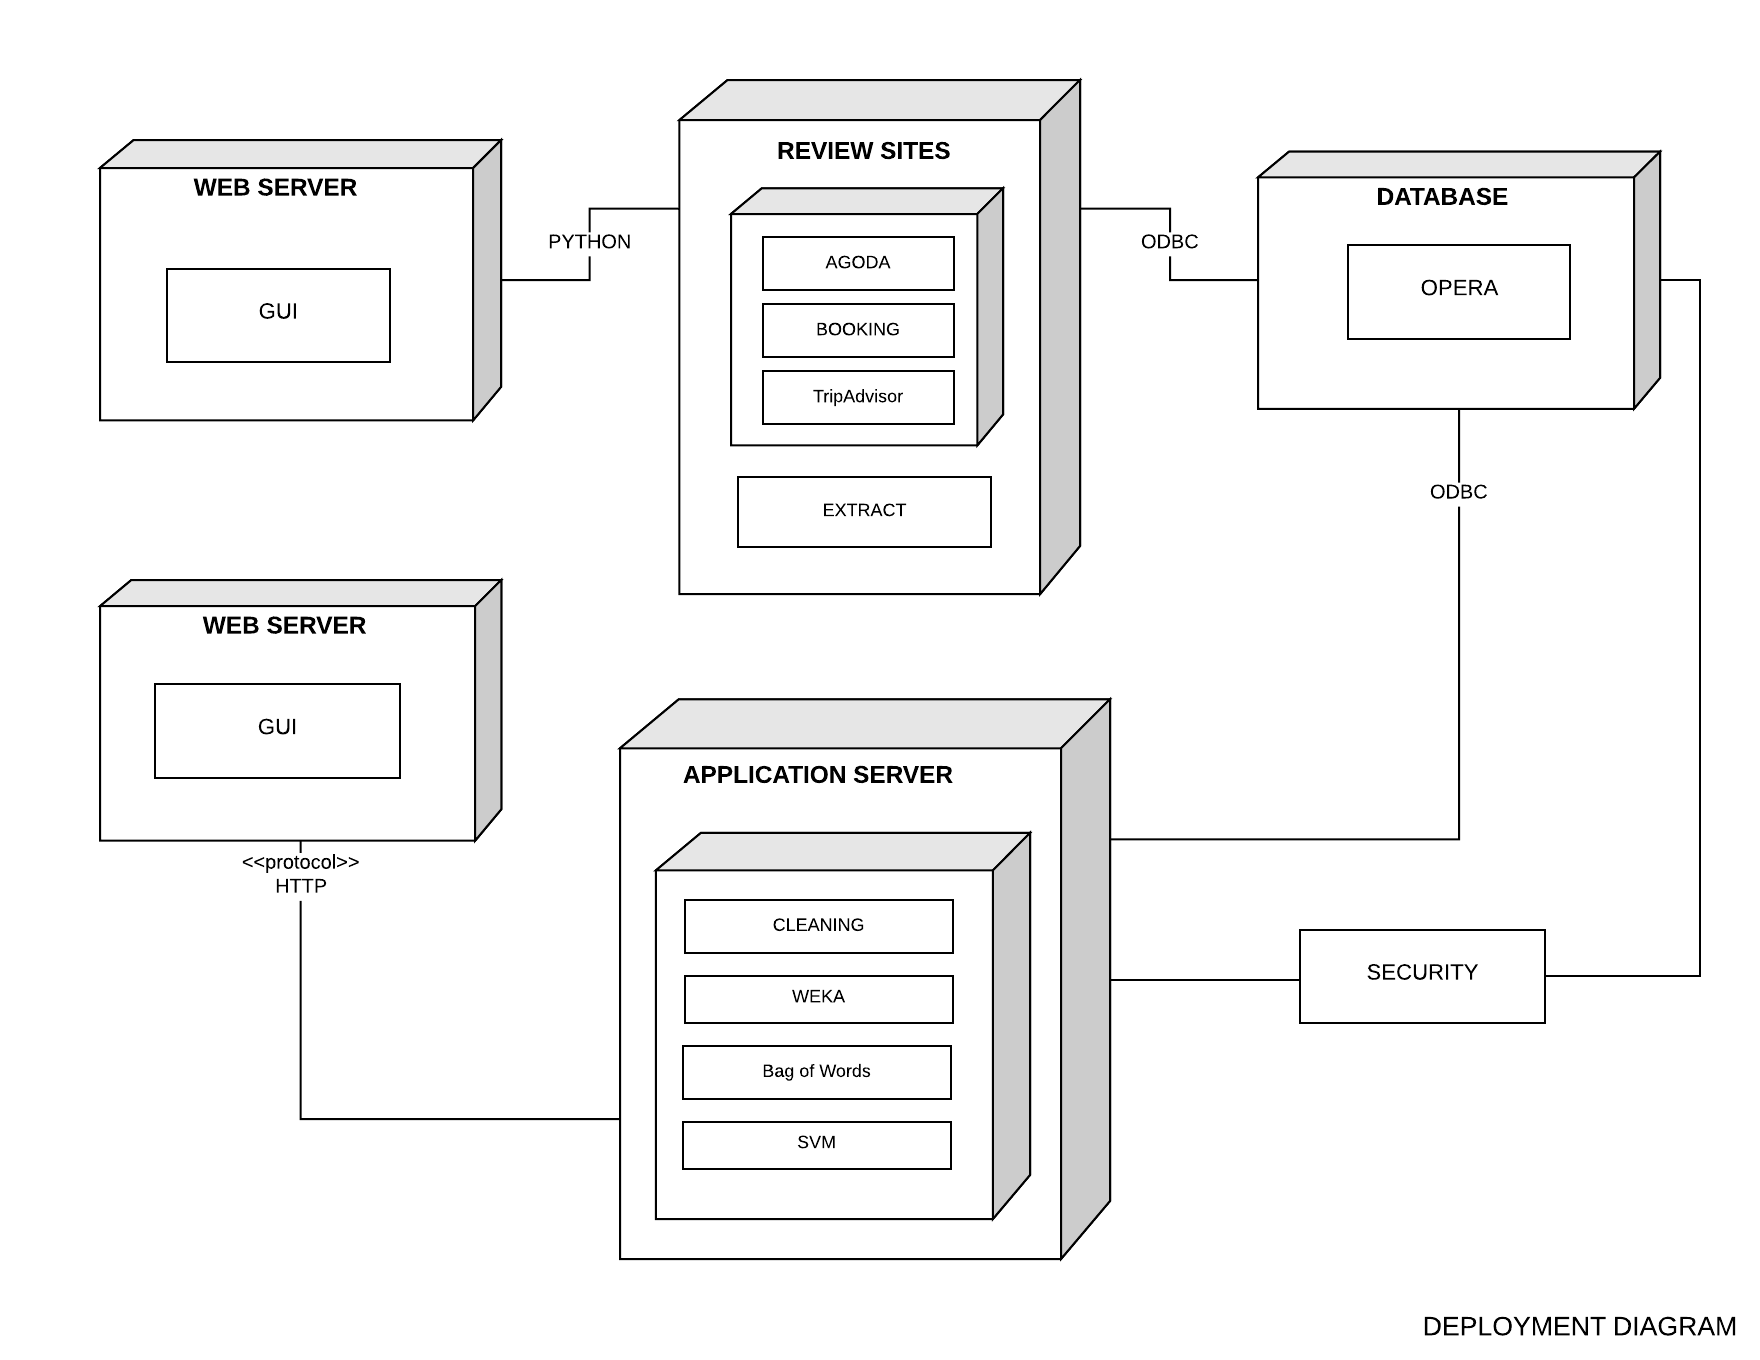 WEB SERVER
GUI
PYTHON
REVIEW SITES
AGODA
BOOKING
TripAdvisor
EXTRACT
ODBC
DATABASE
OPERA
ODBC
WEB SERVER
GUI
<<protocol>>
HTTP
APPLICATION SERVER
CLEANING
WEKA
Bag of Words
SVM
SECURITY
DEPLOYMENT DIAGRAM